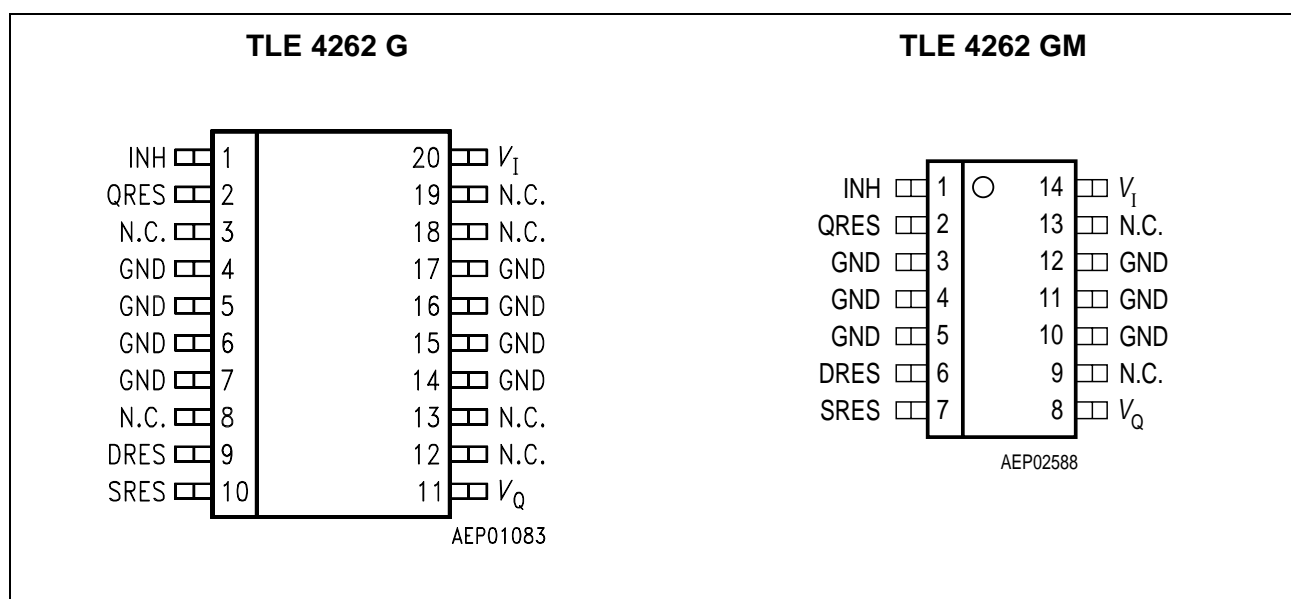 TLE 4262 G
INH 1 20 VI
QRES 2 19 N.C.
N.C. 3 18 N.C.
GND 4 17 GND
GND 5 16 GND
GND 6 15 GND
GND 7 14 GND
N.C. 8 13 N.C.
DRES 9 12 N.C.
SRES 10 11 VQ
AEP01083
TLE 4262 GM
INH 1 14 VI
QRES 2 13 N.C.
GND 3 12 GND
GND 4 11 GND
GND 5 10 GND
DRES 6 9 N.C.
SRES 7 8 VQ
AEP02588